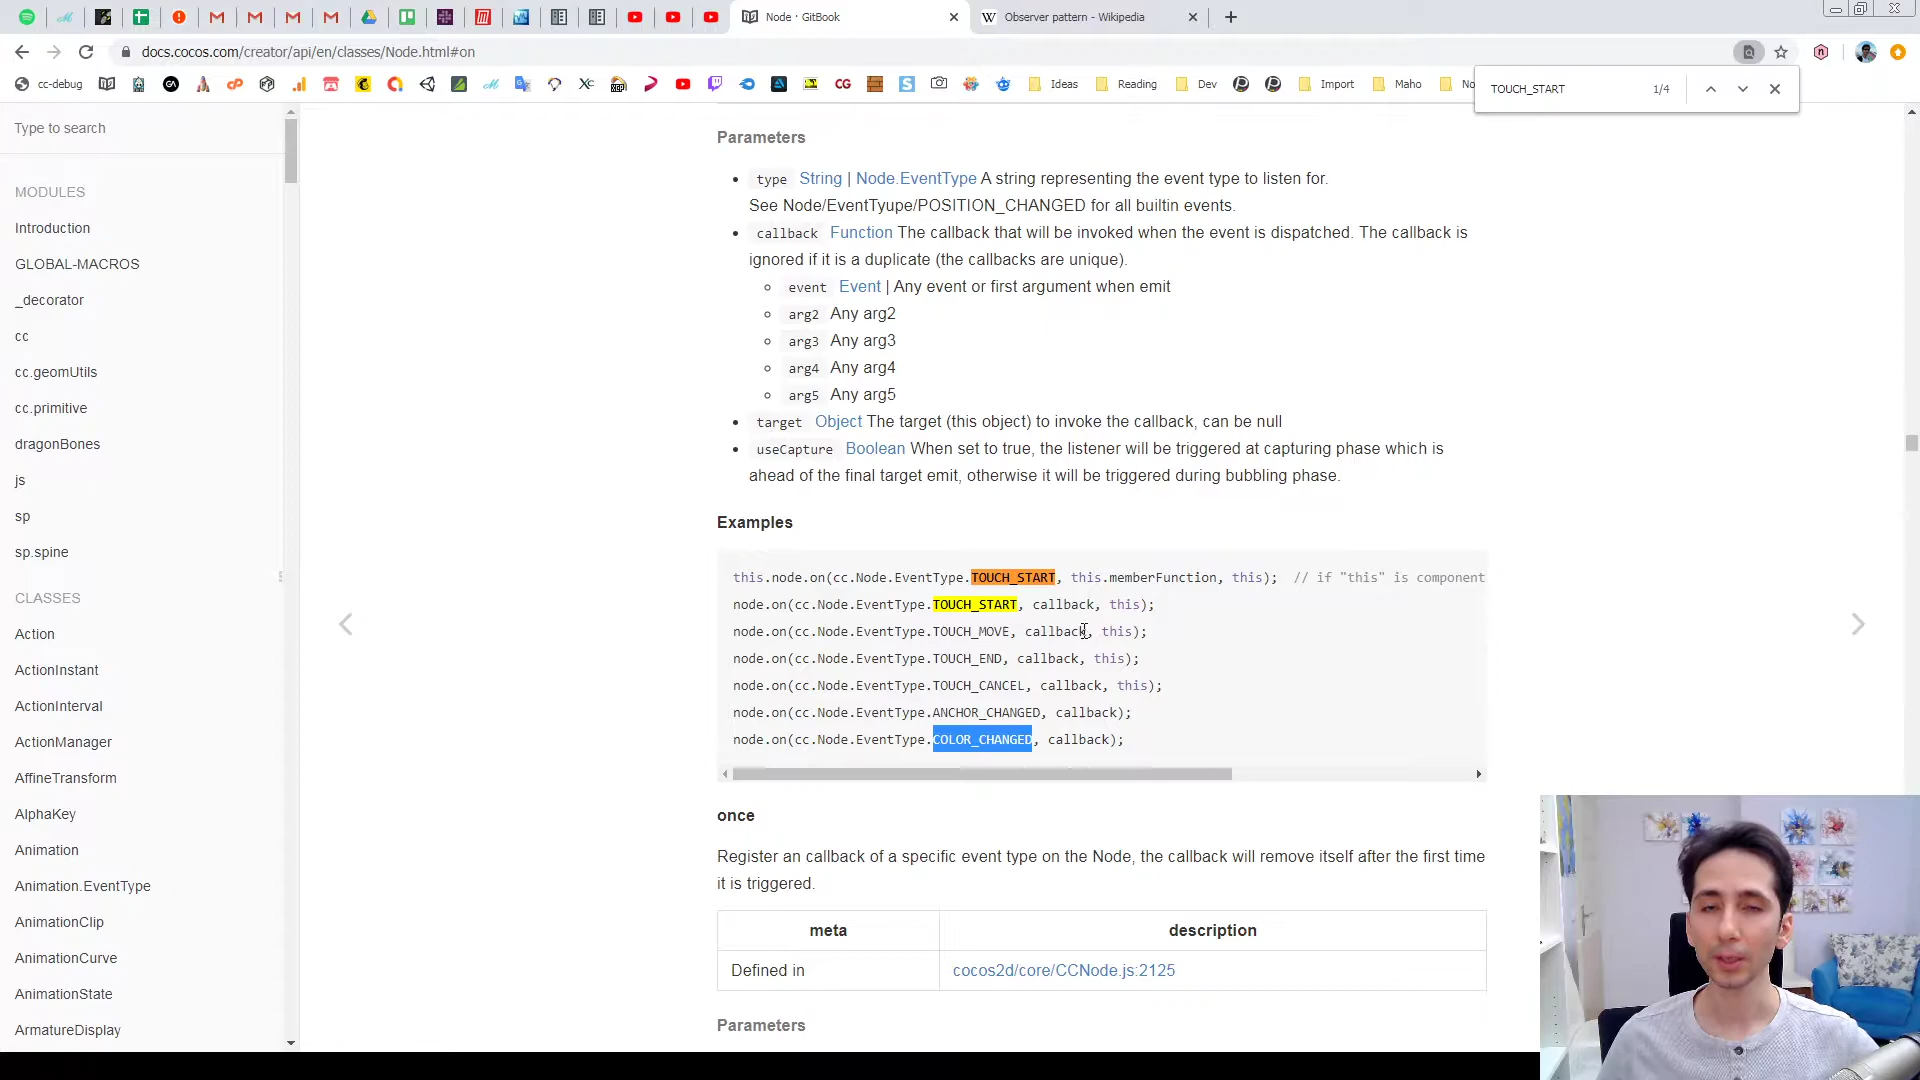 Node · GitBook
Observer pattern - Wikipedia
docs.cocos.com/creator/api/en/classes/Node.html#on
cc-debug
Ideas
Reading
Dev
Import
Maho
No
TOUCH_START 1/4
Type to search
MODULES
Introduction
GLOBAL-MACROS
_decorator
cc
cc.geomUtils
cc.primitive
dragonBones
js
sp
sp.spine
CLASSES
Action
ActionInstant
ActionInterval
ActionManager
AffineTransform
AlphaKey
Animation
Animation.EventType
AnimationClip
AnimationCurve
AnimationState
ArmatureDisplay
Parameters
type String | Node.EventType A string representing the event type to listen for.
See Node/EventTyupe/POSITION_CHANGED for all builtin events.
callback Function The callback that will be invoked when the event is dispatched. The callback is
ignored if it is a duplicate (the callbacks are unique).
event Event | Any event or first argument when emit
arg2 Any arg2
arg3 Any arg3
arg4 Any arg4
arg5 Any arg5
target Object The target (this object) to invoke the callback, can be null
useCapture Boolean When set to true, the listener will be triggered at capturing phase which is
ahead of the final target emit, otherwise it will be triggered during bubbling phase.
Examples
this.node.on(cc.Node.EventType.TOUCH_START, this.memberFunction, this);  // if "this" is component
node.on(cc.Node.EventType.TOUCH_START, callback, this);
node.on(cc.Node.EventType.TOUCH_MOVE, callback, this);
node.on(cc.Node.EventType.TOUCH_END, callback, this);
node.on(cc.Node.EventType.TOUCH_CANCEL, callback, this);
node.on(cc.Node.EventType.ANCHOR_CHANGED, callback);
node.on(cc.Node.EventType.COLOR_CHANGED, callback);
once
Register an callback of a specific event type on the Node, the callback will remove itself after the first time
it is triggered.
meta description
Defined in cocos2d/core/CCNode.js:2125
Parameters